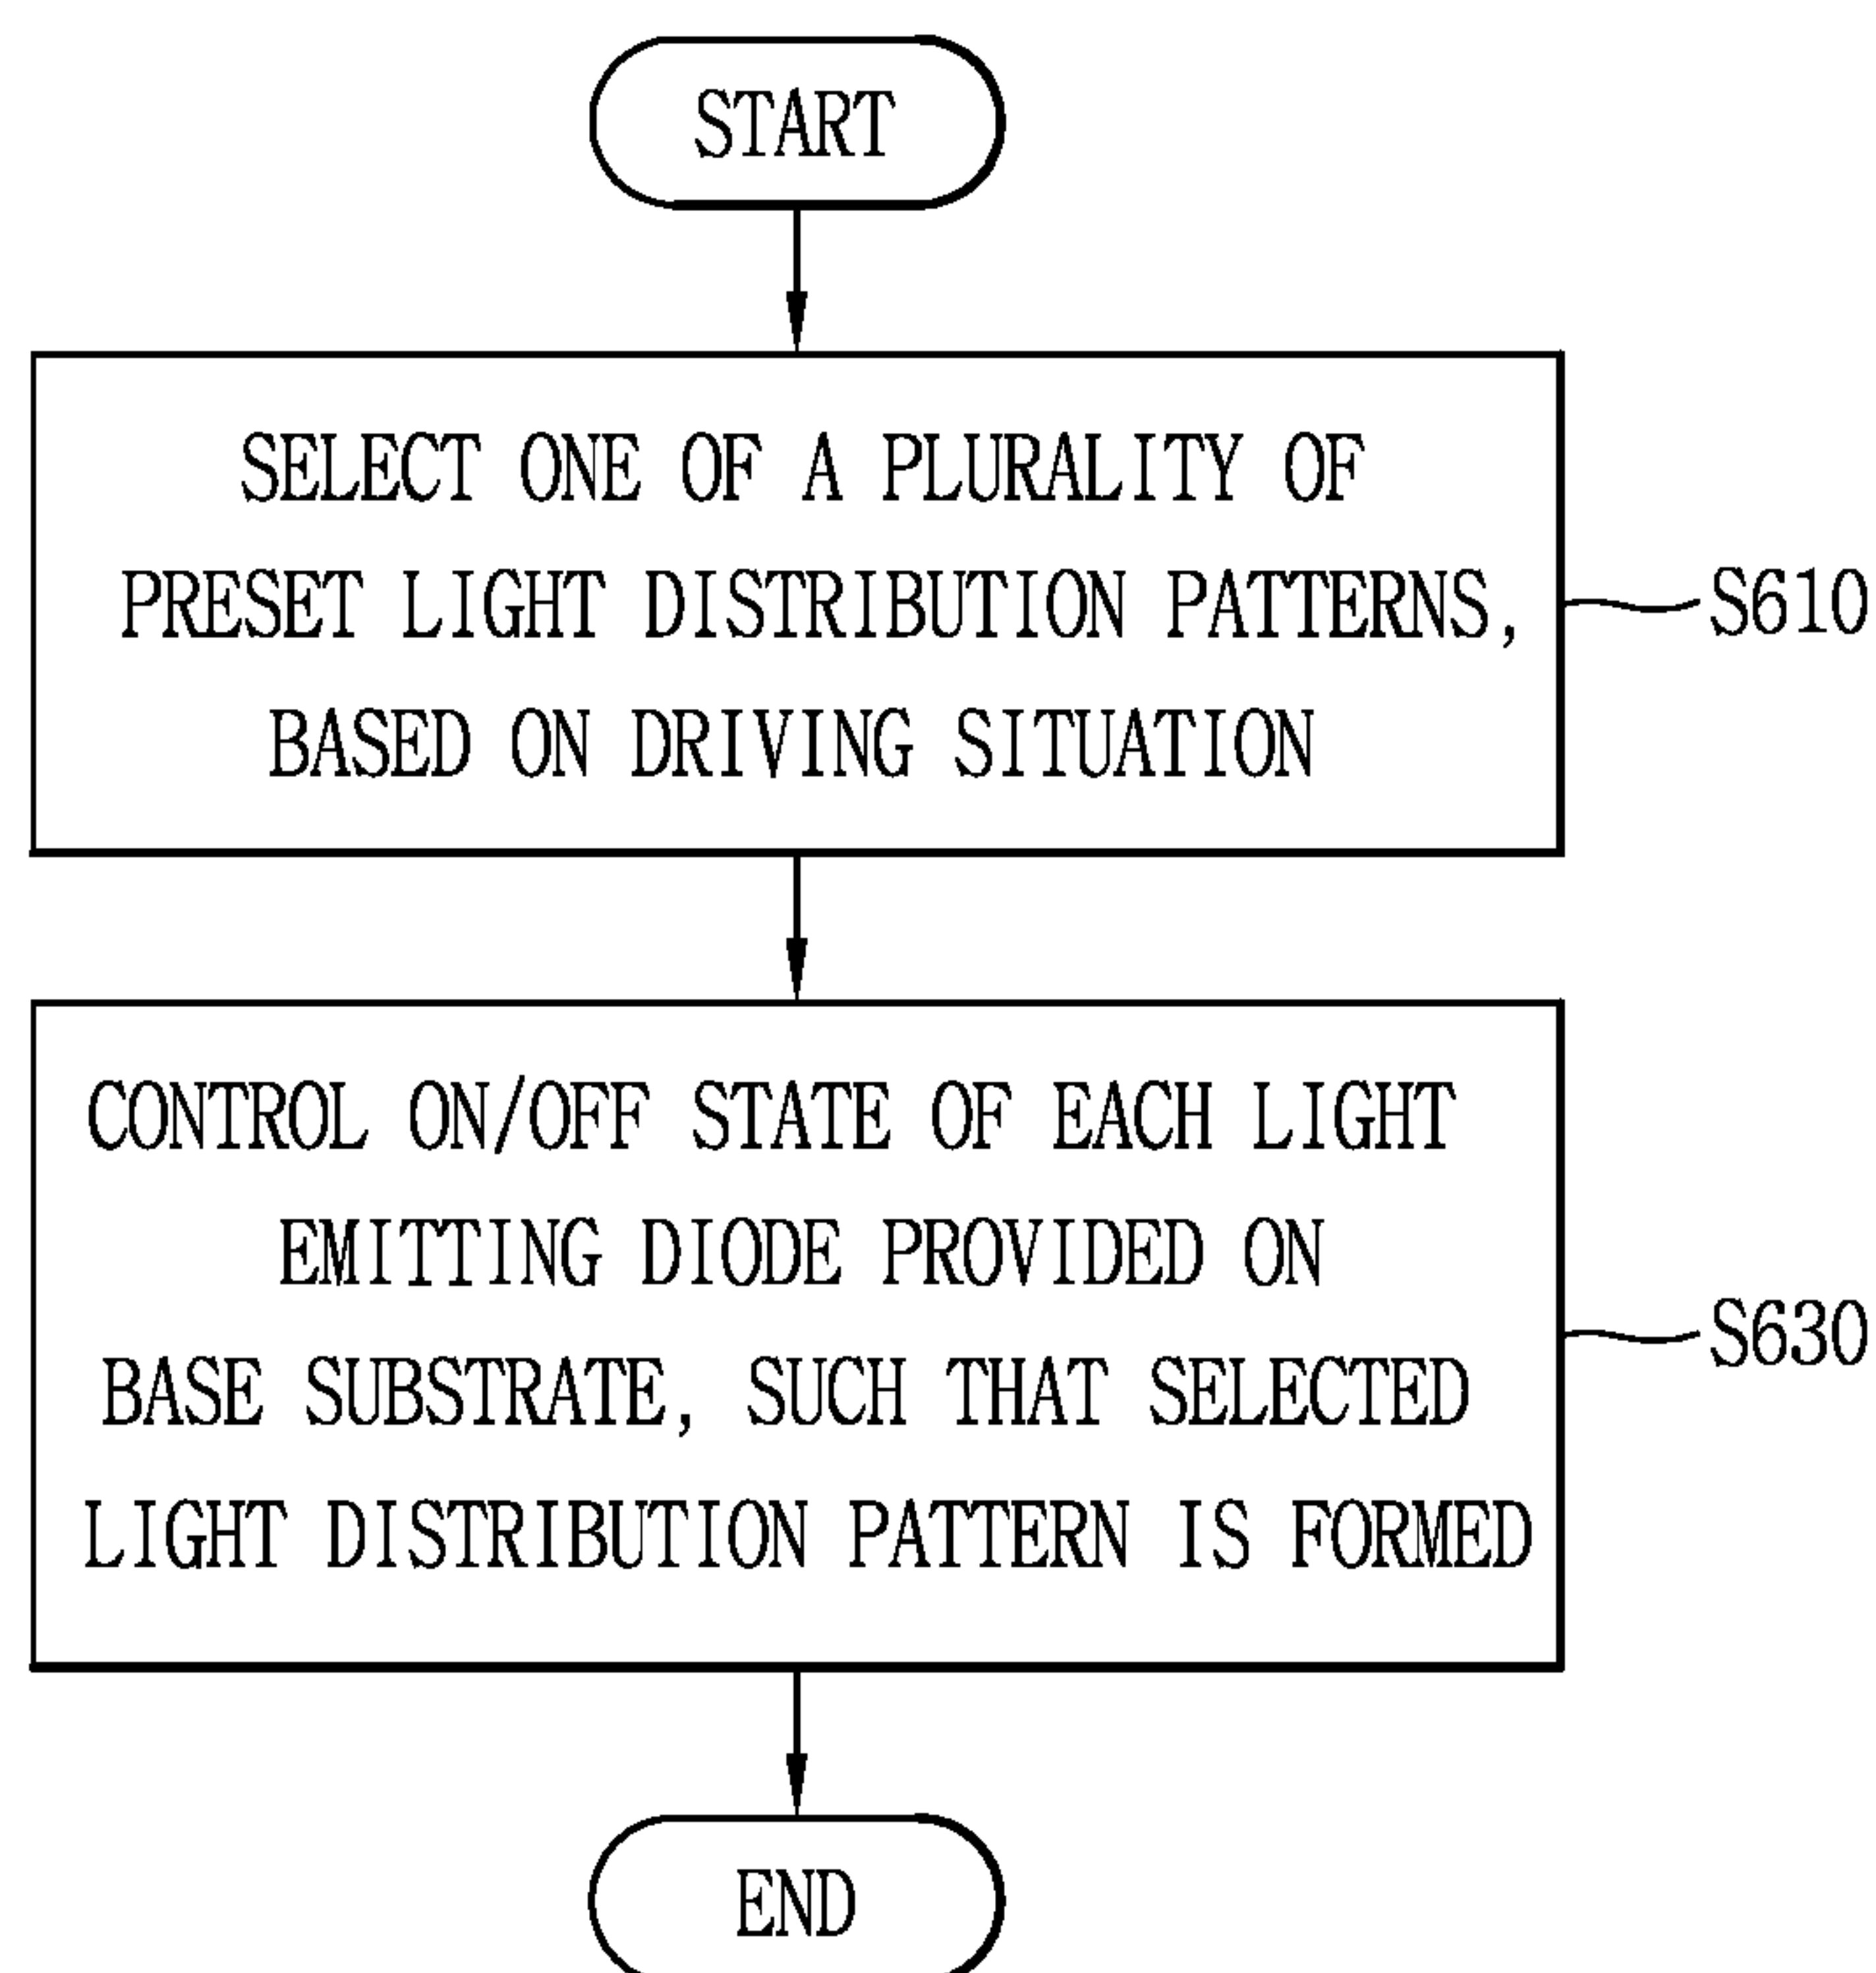 START
SELECT ONE OF A PLURALITY OF
PRESET LIGHT DISTRIBUTION PATTERNS,
BASED ON DRIVING SITUATION
S610
CONTROL ON/OFF STATE OF EACH LIGHT
EMITTING DIODE PROVIDED ON
BASE SUBSTRATE, SUCH THAT SELECTED
LIGHT DISTRIBUTION PATTERN IS FORMED
S630
END